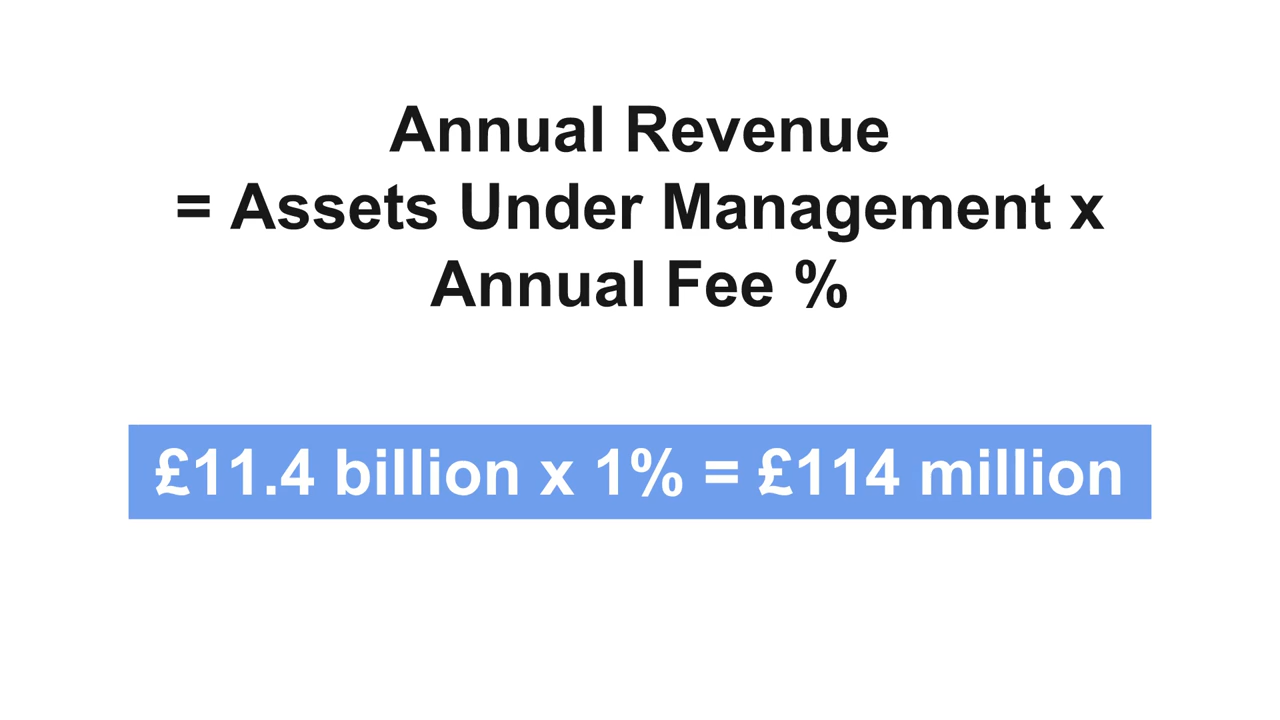 Annual Revenue
= Assets Under Management x
Annual Fee %
£11.4 billion x 1% = £114 million